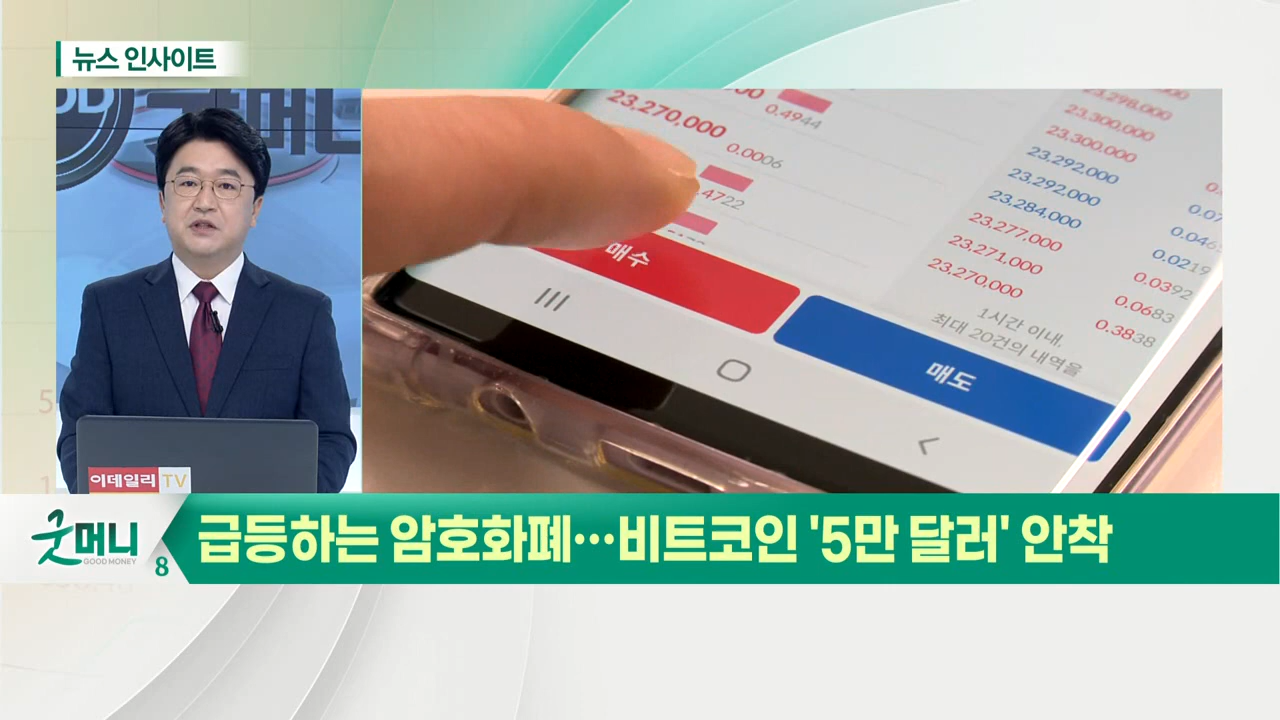 뉴스 인사이트
굿머니
23,270,000
0.4944
0.0006
23,298,000
23,300,000
23,300,000
23,292,000
23,292,000
23,284,000
23,277,000
23,271,000
23,270,000
0.0219
0.0392
0.0683
0.3838
1시간 이내,
최대 20건의 내역을
매수
매도
이데일리TV
굿머니
GOOD MONEY
8
급등하는 암호화폐…비트코인 '5만 달러' 안착